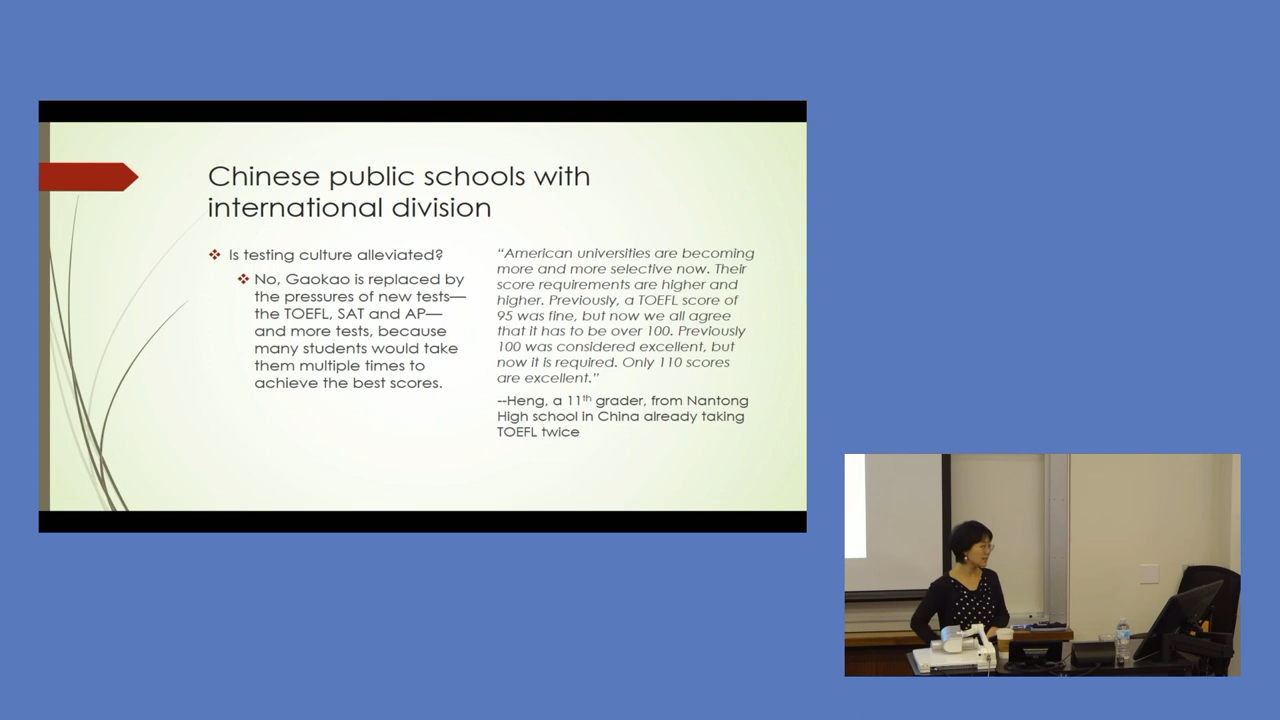 Chinese public schools with
international division
Is testing culture alleviated?
No, Gaokao is replaced by
the pressures of new tests—
the TOEFL, SAT and AP—
and more tests, because
many students would take
them multiple times to
achieve the best scores.
“American universities are becoming
more and more selective now. Their
score requirements are higher and
higher. Previously, a TOEFL score of
95 was fine, but now we all agree
that it has to be over 100. Previously
100 was considered excellent, but
now it is required. Only 110 scores
are excellent.”
--Heng, a 11th grader, from Nantong
High school in China already taking
TOEFL twice